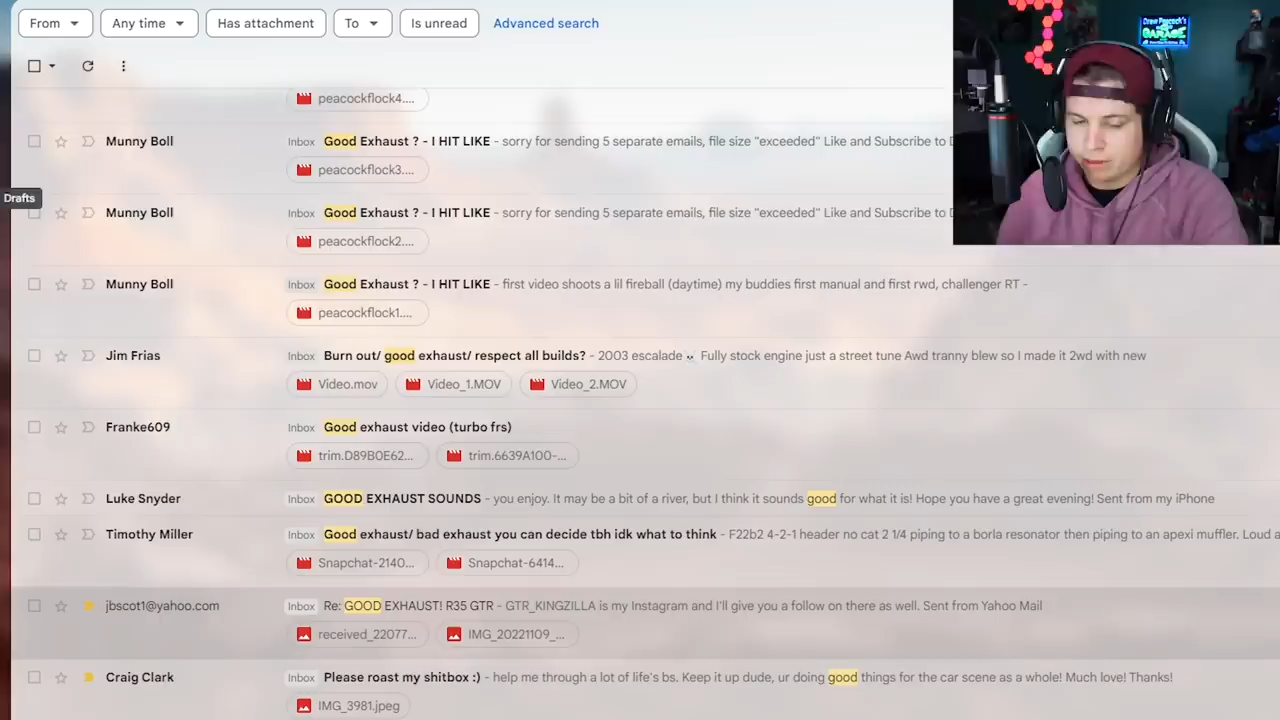 From Any time Has attachment To Is unread Advanced search
peacockflock4....
Munny Boll Inbox Good Exhaust ? - I HIT LIKE - sorry for sending 5 separate emails, file size "exceeded" Like and Subscribe to
peacockflock3....
Drafts
Munny Boll Inbox Good Exhaust ? - I HIT LIKE - sorry for sending 5 separate emails, file size "exceeded" Like and Subscribe to
peacockflock2....
Munny Boll Inbox Good Exhaust ? - I HIT LIKE - first video shoots a lil fireball (daytime) my buddies first manual and first rwd, challenger RT -
peacockflock1....
Jim Frias Inbox Burn out/ good exhaust/ respect all builds? - 2003 escalade Fully stock engine just a street tune Awd tranny blew so I made it 2wd with new
Video.mov Video_1.MOV Video_2.MOV
Franke609 Inbox Good exhaust video (turbo frs)
trim.D89B0E62... trim.6639A100-...
Luke Snyder Inbox GOOD EXHAUST SOUNDS - you enjoy. It may be a bit of a river, but I think it sounds good for what it is! Hope you have a great evening! Sent from my iPhone
Timothy Miller Inbox Good exhaust/ bad exhaust you can decide tbh idk what to think - F22b2 4-2-1 header no cat 2 1/4 piping to a borla resonator then piping to an apexi muffler. Loud a
Snapchat-2140... Snapchat-6414...
jbscot1@yahoo.com Inbox Re: GOOD EXHAUST! R35 GTR - GTR_KINGZILLA is my Instagram and I'll give you a follow on there as well. Sent from Yahoo Mail
received_22077... IMG_20221109_...
Craig Clark Inbox Please roast my shitbox :) - help me through a lot of life's bs. Keep it up dude, ur doing good things for the car scene as a whole! Much love! Thanks!
IMG_3981.jpeg
Drew Peacock's
GARAGE